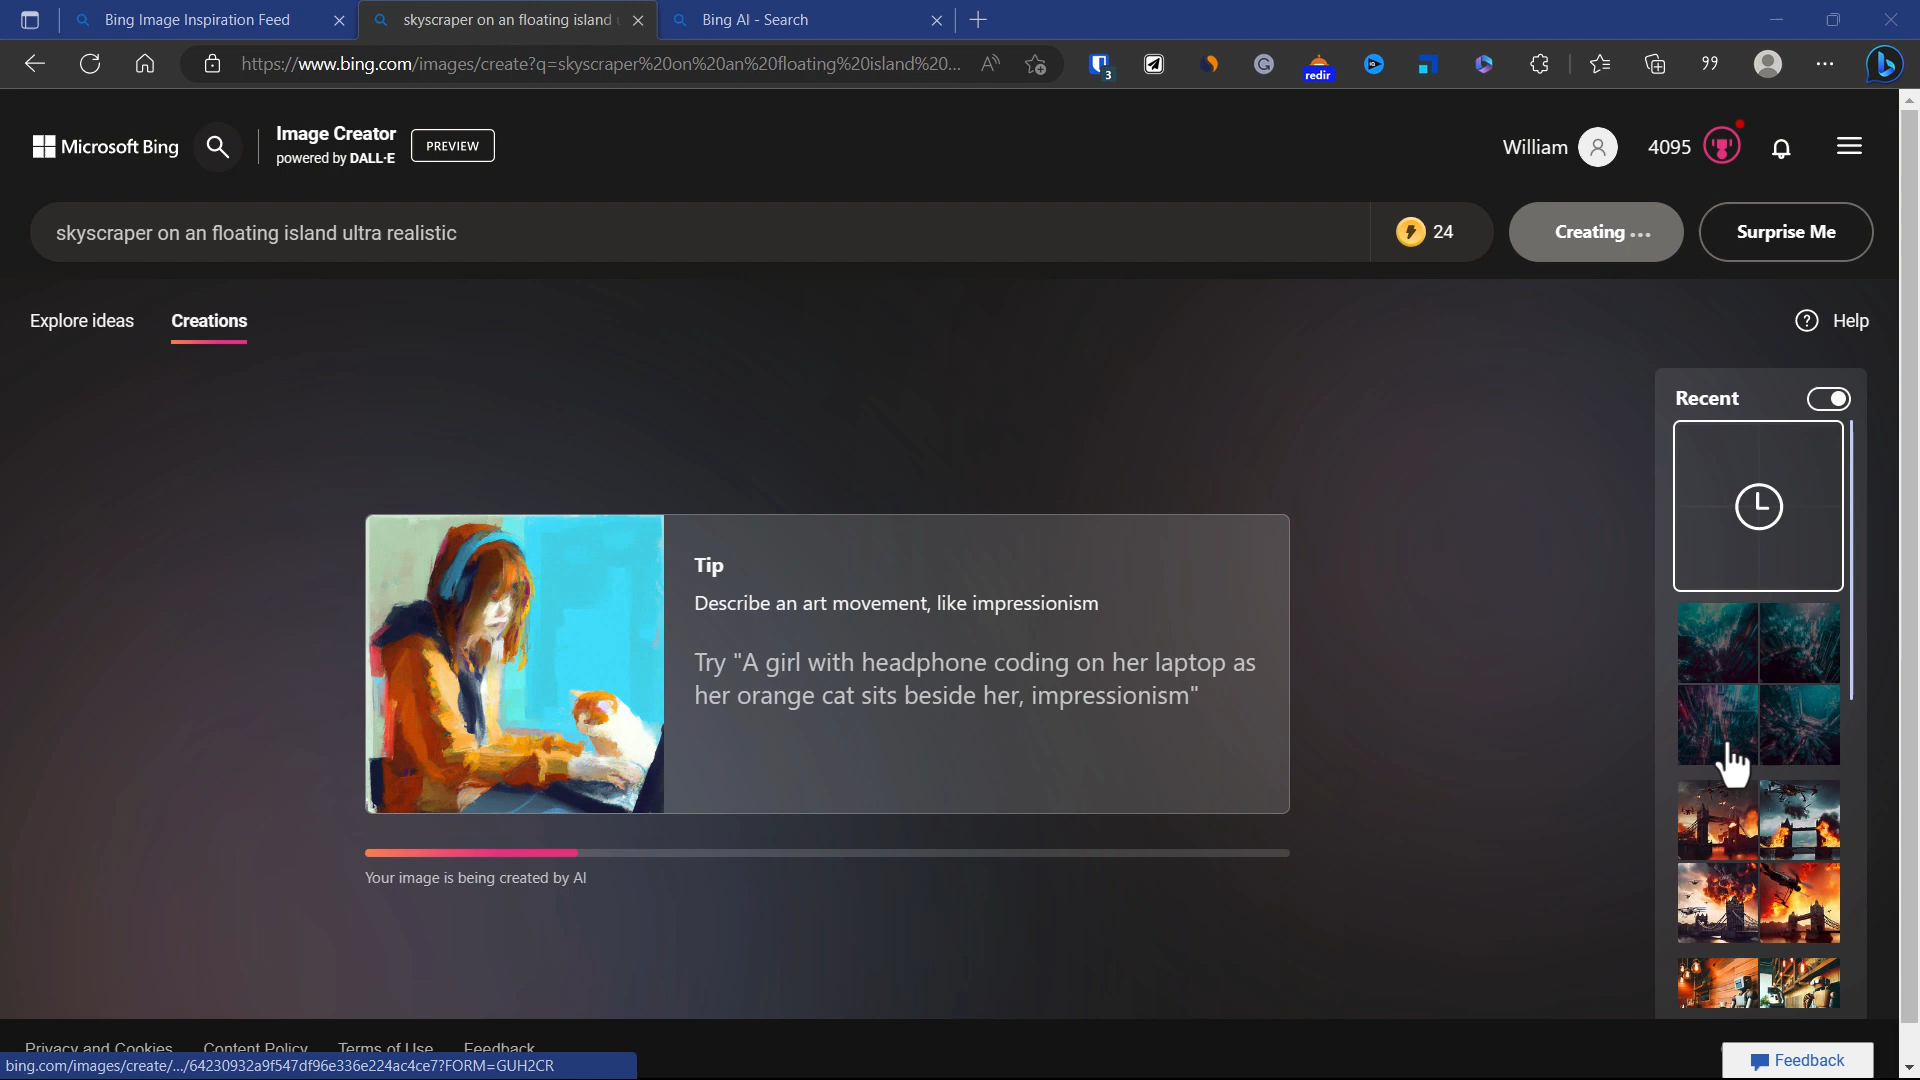 Bing Image Inspiration Feed
skyscraper on an floating island
Bing AI - Search
https://www.bing.com/images/create?q=skyscraper%20on%20an%20floating%20island%20...
3
redir
Microsoft Bing
Image Creator
powered by DALL·E
PREVIEW
William
4095
skyscraper on an floating island ultra realistic
24
Creating ...
Surprise Me
Explore ideas
Creations
Help
Recent
Tip
Describe an art movement, like impressionism
Try "A girl with headphone coding on her laptop as
her orange cat sits beside her, impressionism"
Your image is being created by AI
Privacy and Cookies
Content Policy
Terms of Use
Feedback
bing.com/images/create/.../64230932a9f547df96e336e224ac4ce7?FORM=GUH2CR
Feedback